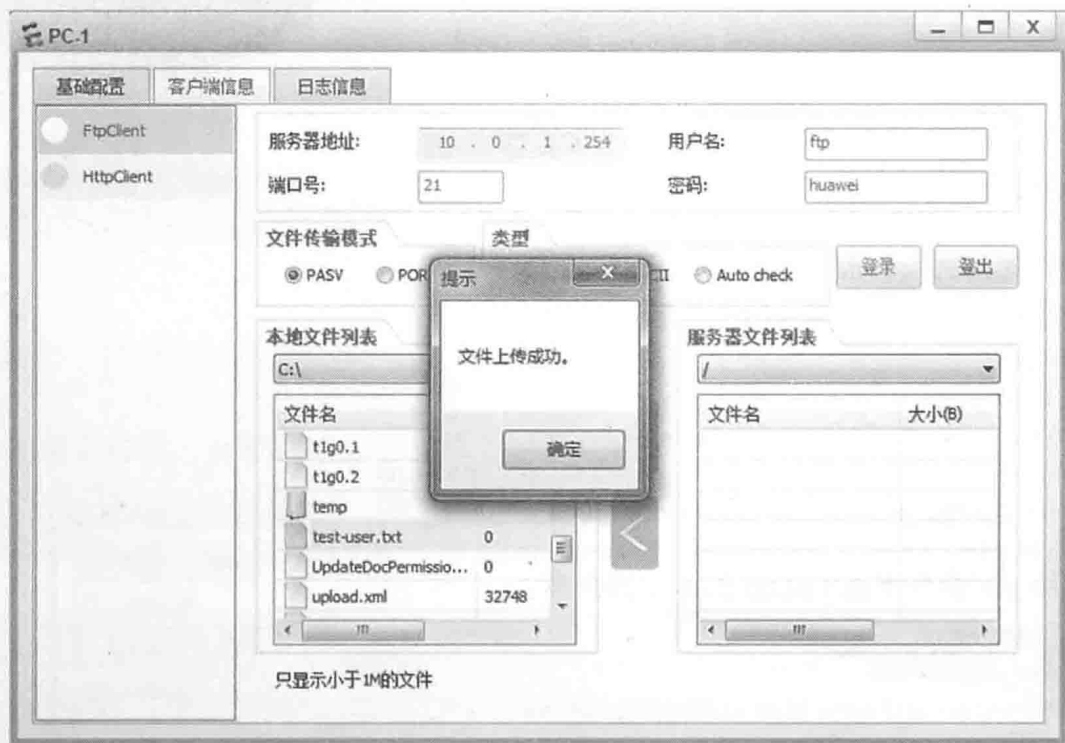 PC-1
基础配置 客户端信息 日志信息
FtpClient
HttpClient
服务器地址: 10 . 0 . 1 . 254 用户名: ftp
端口号: 21 密码: huawei
文件传输模式 类型
PASV POR CII Auto check 登录 登出
提示
文件上传成功。
确定
本地文件列表 服务器文件列表
C:\ /
文件名 文件名 大小(B)
t1g0.1
t1g0.2
temp
test-user.txt 0
UpdateDocPermissio... 0
upload.xml 32748
只显示小于1M的文件